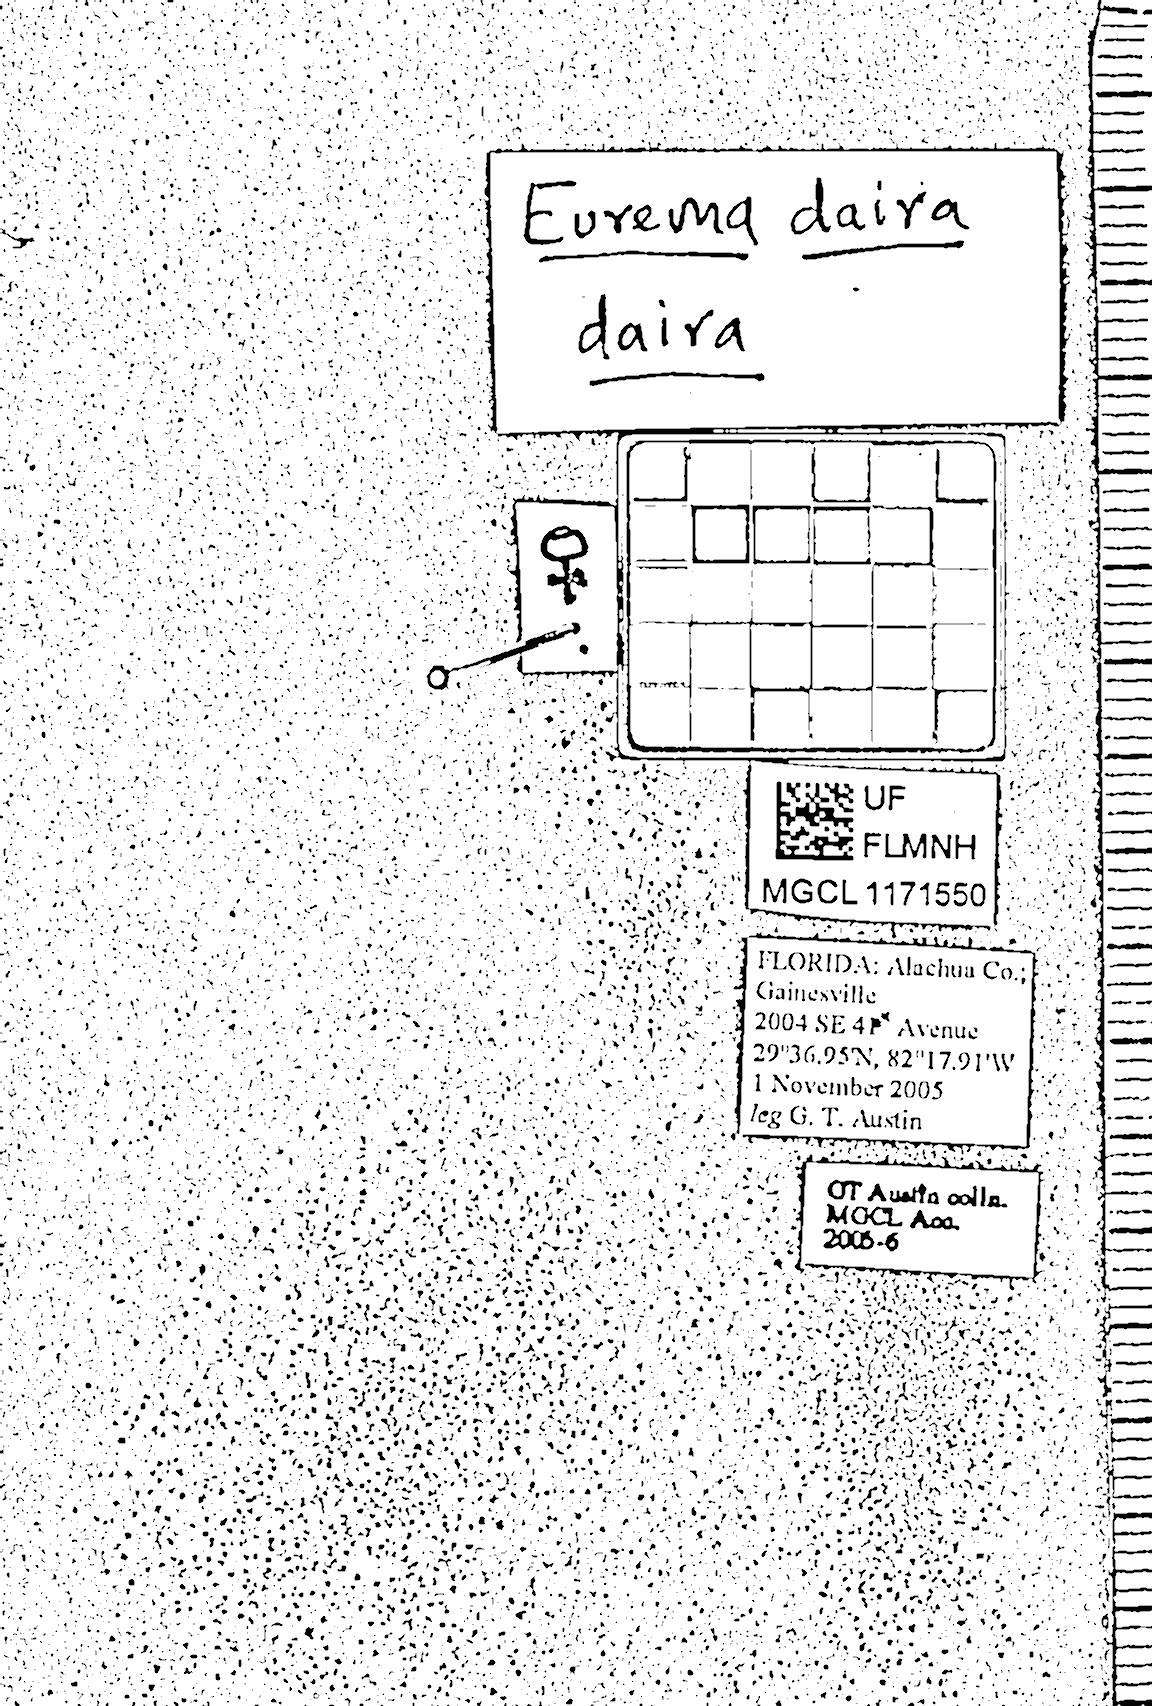 Eurema daira
daira
♀
UF
FLMNH
MGCL 1171550
FLORIDA: Alachua Co.;
Gainesville
2004 SE 41st Avenue
29°36.95'N, 82°17.91'W
1 November 2005
leg G. T. Austin
GT Austin colln.
MGCL Acc.
2005-6